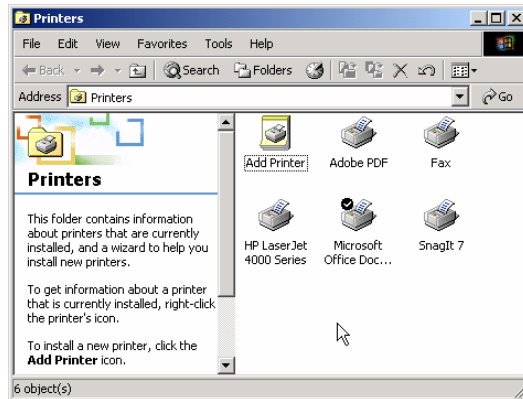 Printers
File Edit View Favorites Tools Help
Back Search Folders
Address Printers Go
Printers
This folder contains information
about printers that are currently
installed, and a wizard to help you
install new printers.
To get information about a printer
that is currently installed, right-click
the printer's icon.
To install a new printer, click the
Add Printer icon.
Add Printer Adobe PDF Fax
HP LaserJet Microsoft SnagIt 7
4000 Series Office Doc...
6 object(s)